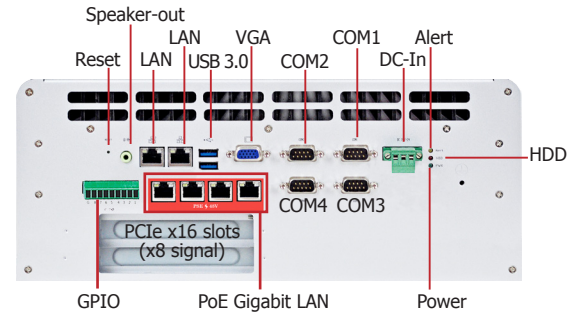 Speaker-out
LAN
VGA
COM1
Alert
Reset
LAN
USB 3.0
COM2
DC-In
HDD
COM4
COM3
PCIe x16 slots
(x8 signal)
GPIO
PoE Gigabit LAN
Power